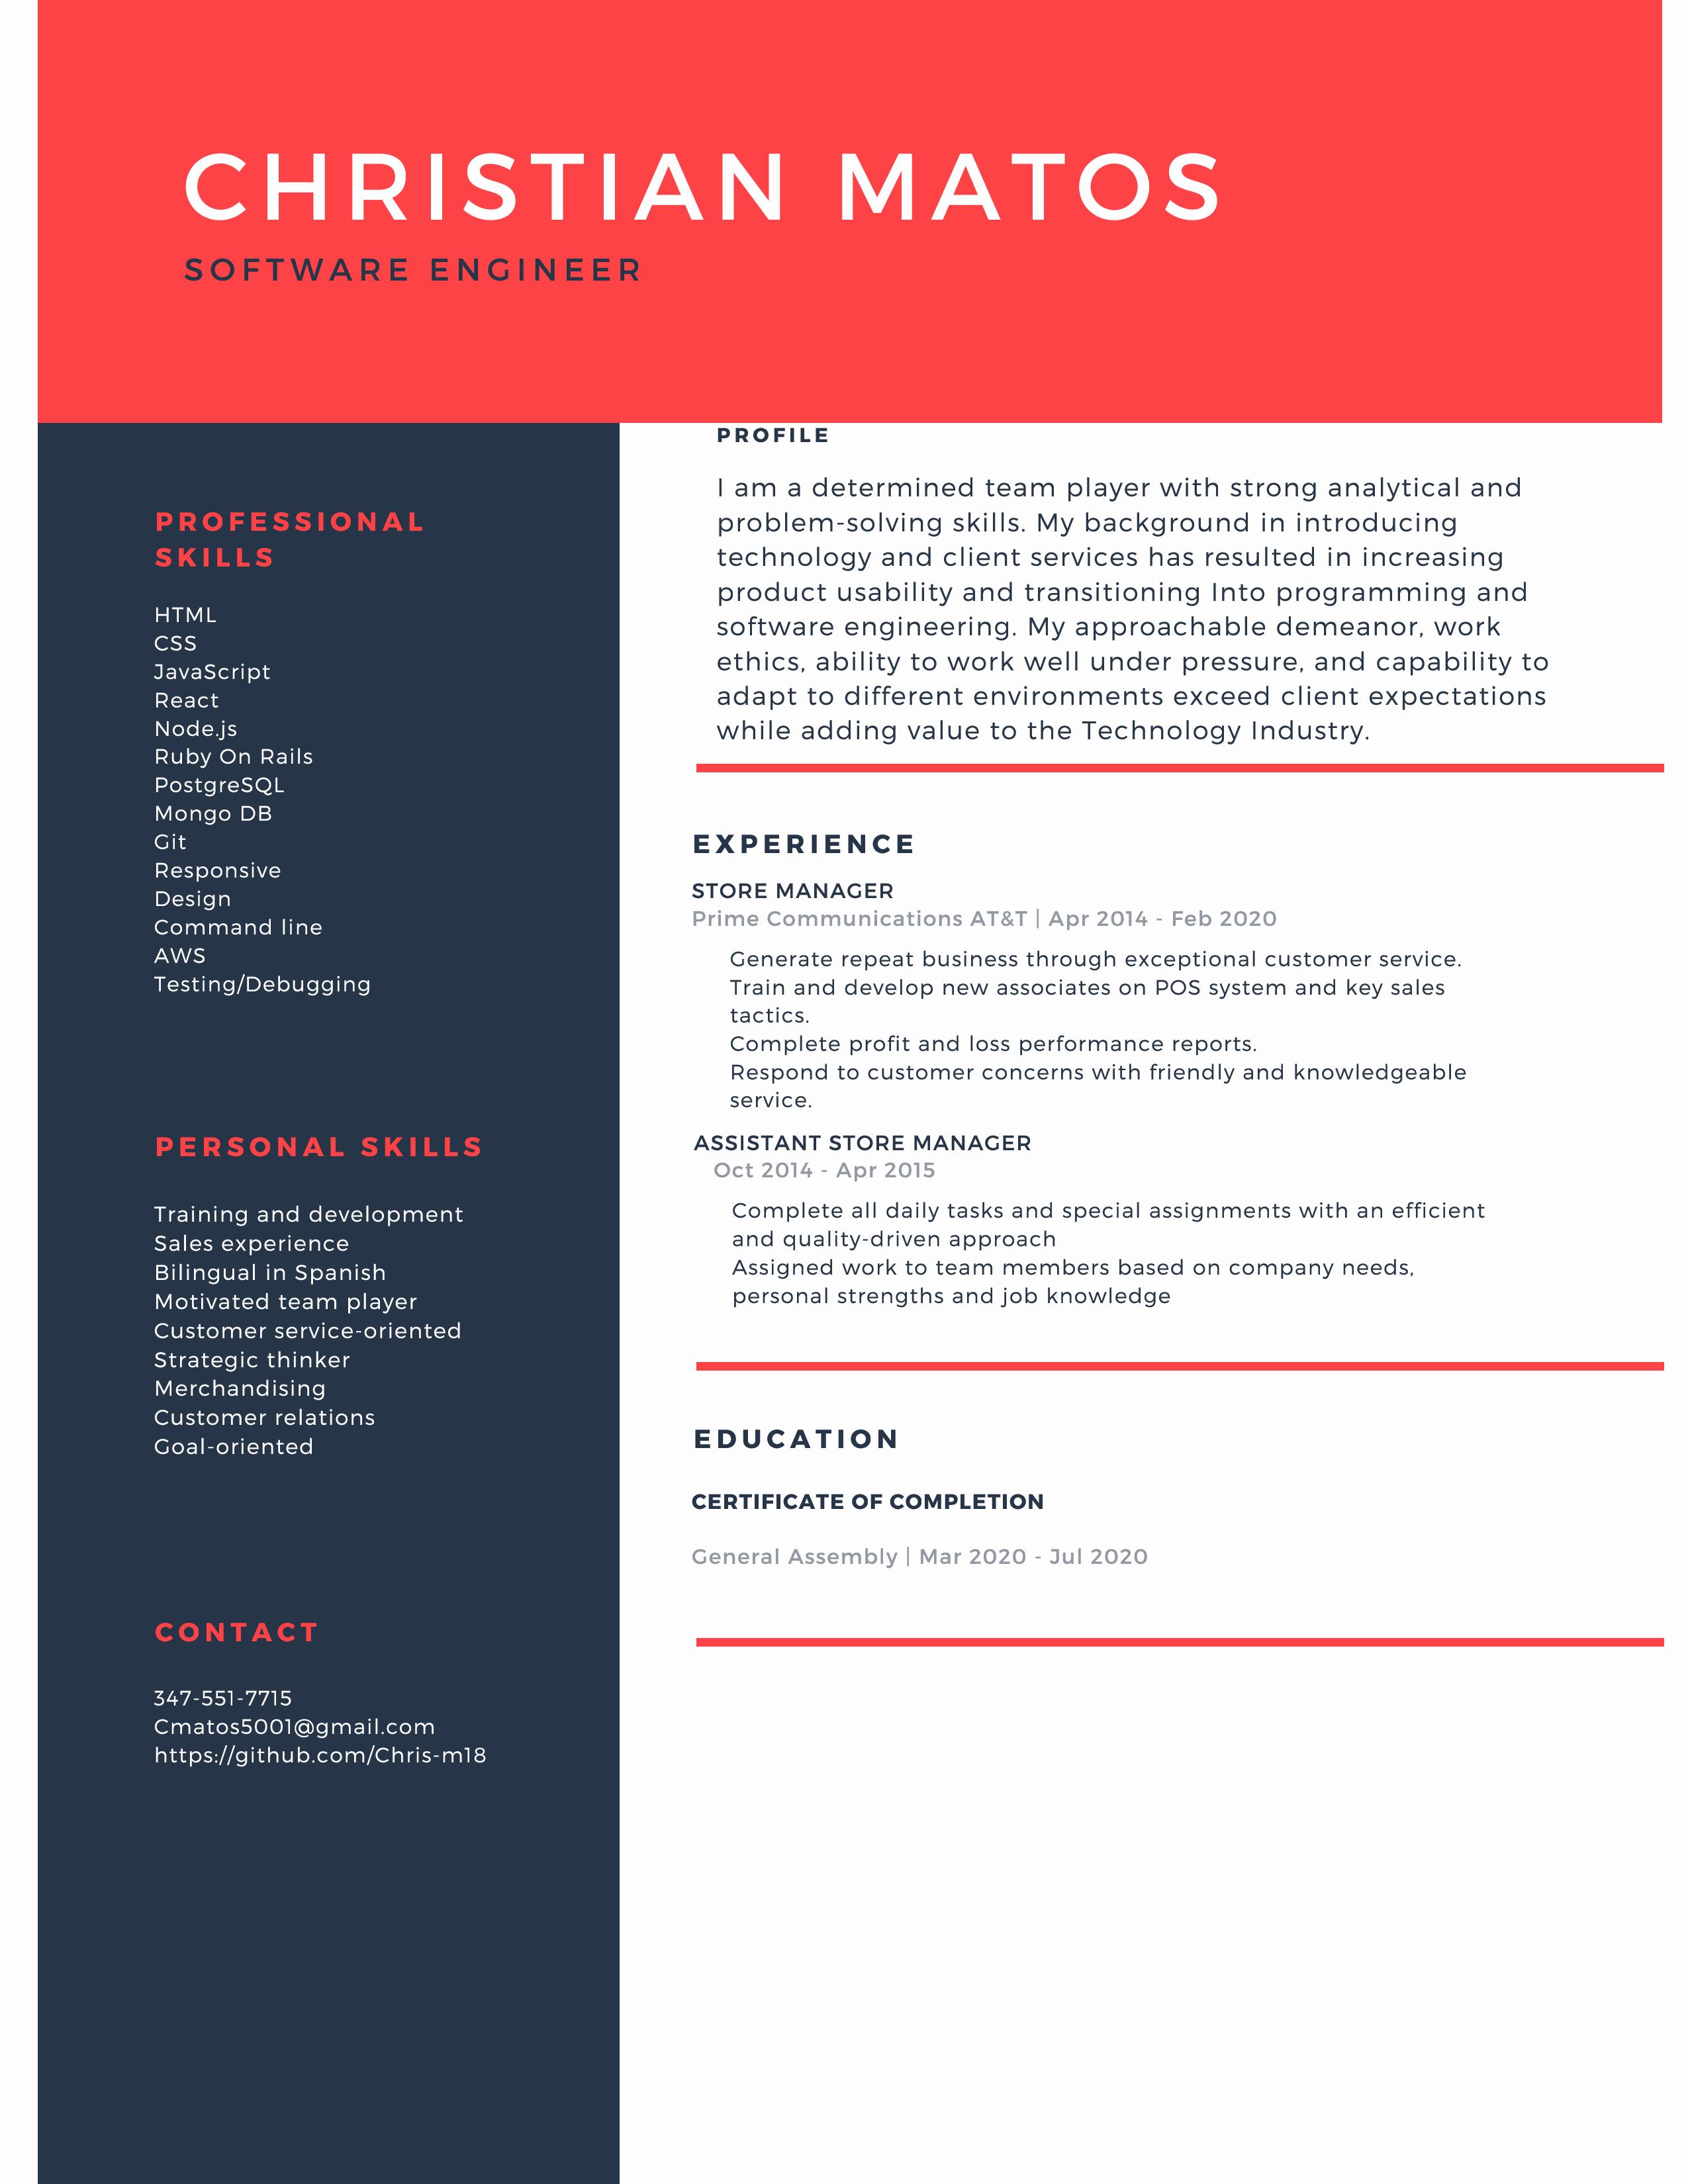 CHRISTIAN MATOS
SOFTWARE ENGINEER
PROFESSIONAL
SKILLS
HTML
CSS
JavaScript
React
Node.js
Ruby On Rails
PostgreSQL
Mongo DB
Git
Responsive
Design
Command line
AWS
Testing/Debugging
PERSONAL SKILLS
Training and development
Sales experience
Bilingual in Spanish
Motivated team player
Customer service-oriented
Strategic thinker
Merchandising
Customer relations
Goal-oriented
CONTACT
347-551-7715
Cmatos5001@gmail.com
https://github.com/Chris-m18
PROFILE
I am a determined team player with strong analytical and
problem-solving skills. My background in introducing
technology and client services has resulted in increasing
product usability and transitioning Into programming and
software engineering. My approachable demeanor, work
ethics, ability to work well under pressure, and capability to
adapt to different environments exceed client expectations
while adding value to the Technology Industry.
EXPERIENCE
STORE MANAGER
Prime Communications AT&T | Apr 2014 - Feb 2020
Generate repeat business through exceptional customer service.
Train and develop new associates on POS system and key sales
tactics.
Complete profit and loss performance reports.
Respond to customer concerns with friendly and knowledgeable
service.
ASSISTANT STORE MANAGER
Oct 2014 - Apr 2015
Complete all daily tasks and special assignments with an efficient
and quality-driven approach
Assigned work to team members based on company needs,
personal strengths and job knowledge
EDUCATION
CERTIFICATE OF COMPLETION
General Assembly | Mar 2020 - Jul 2020